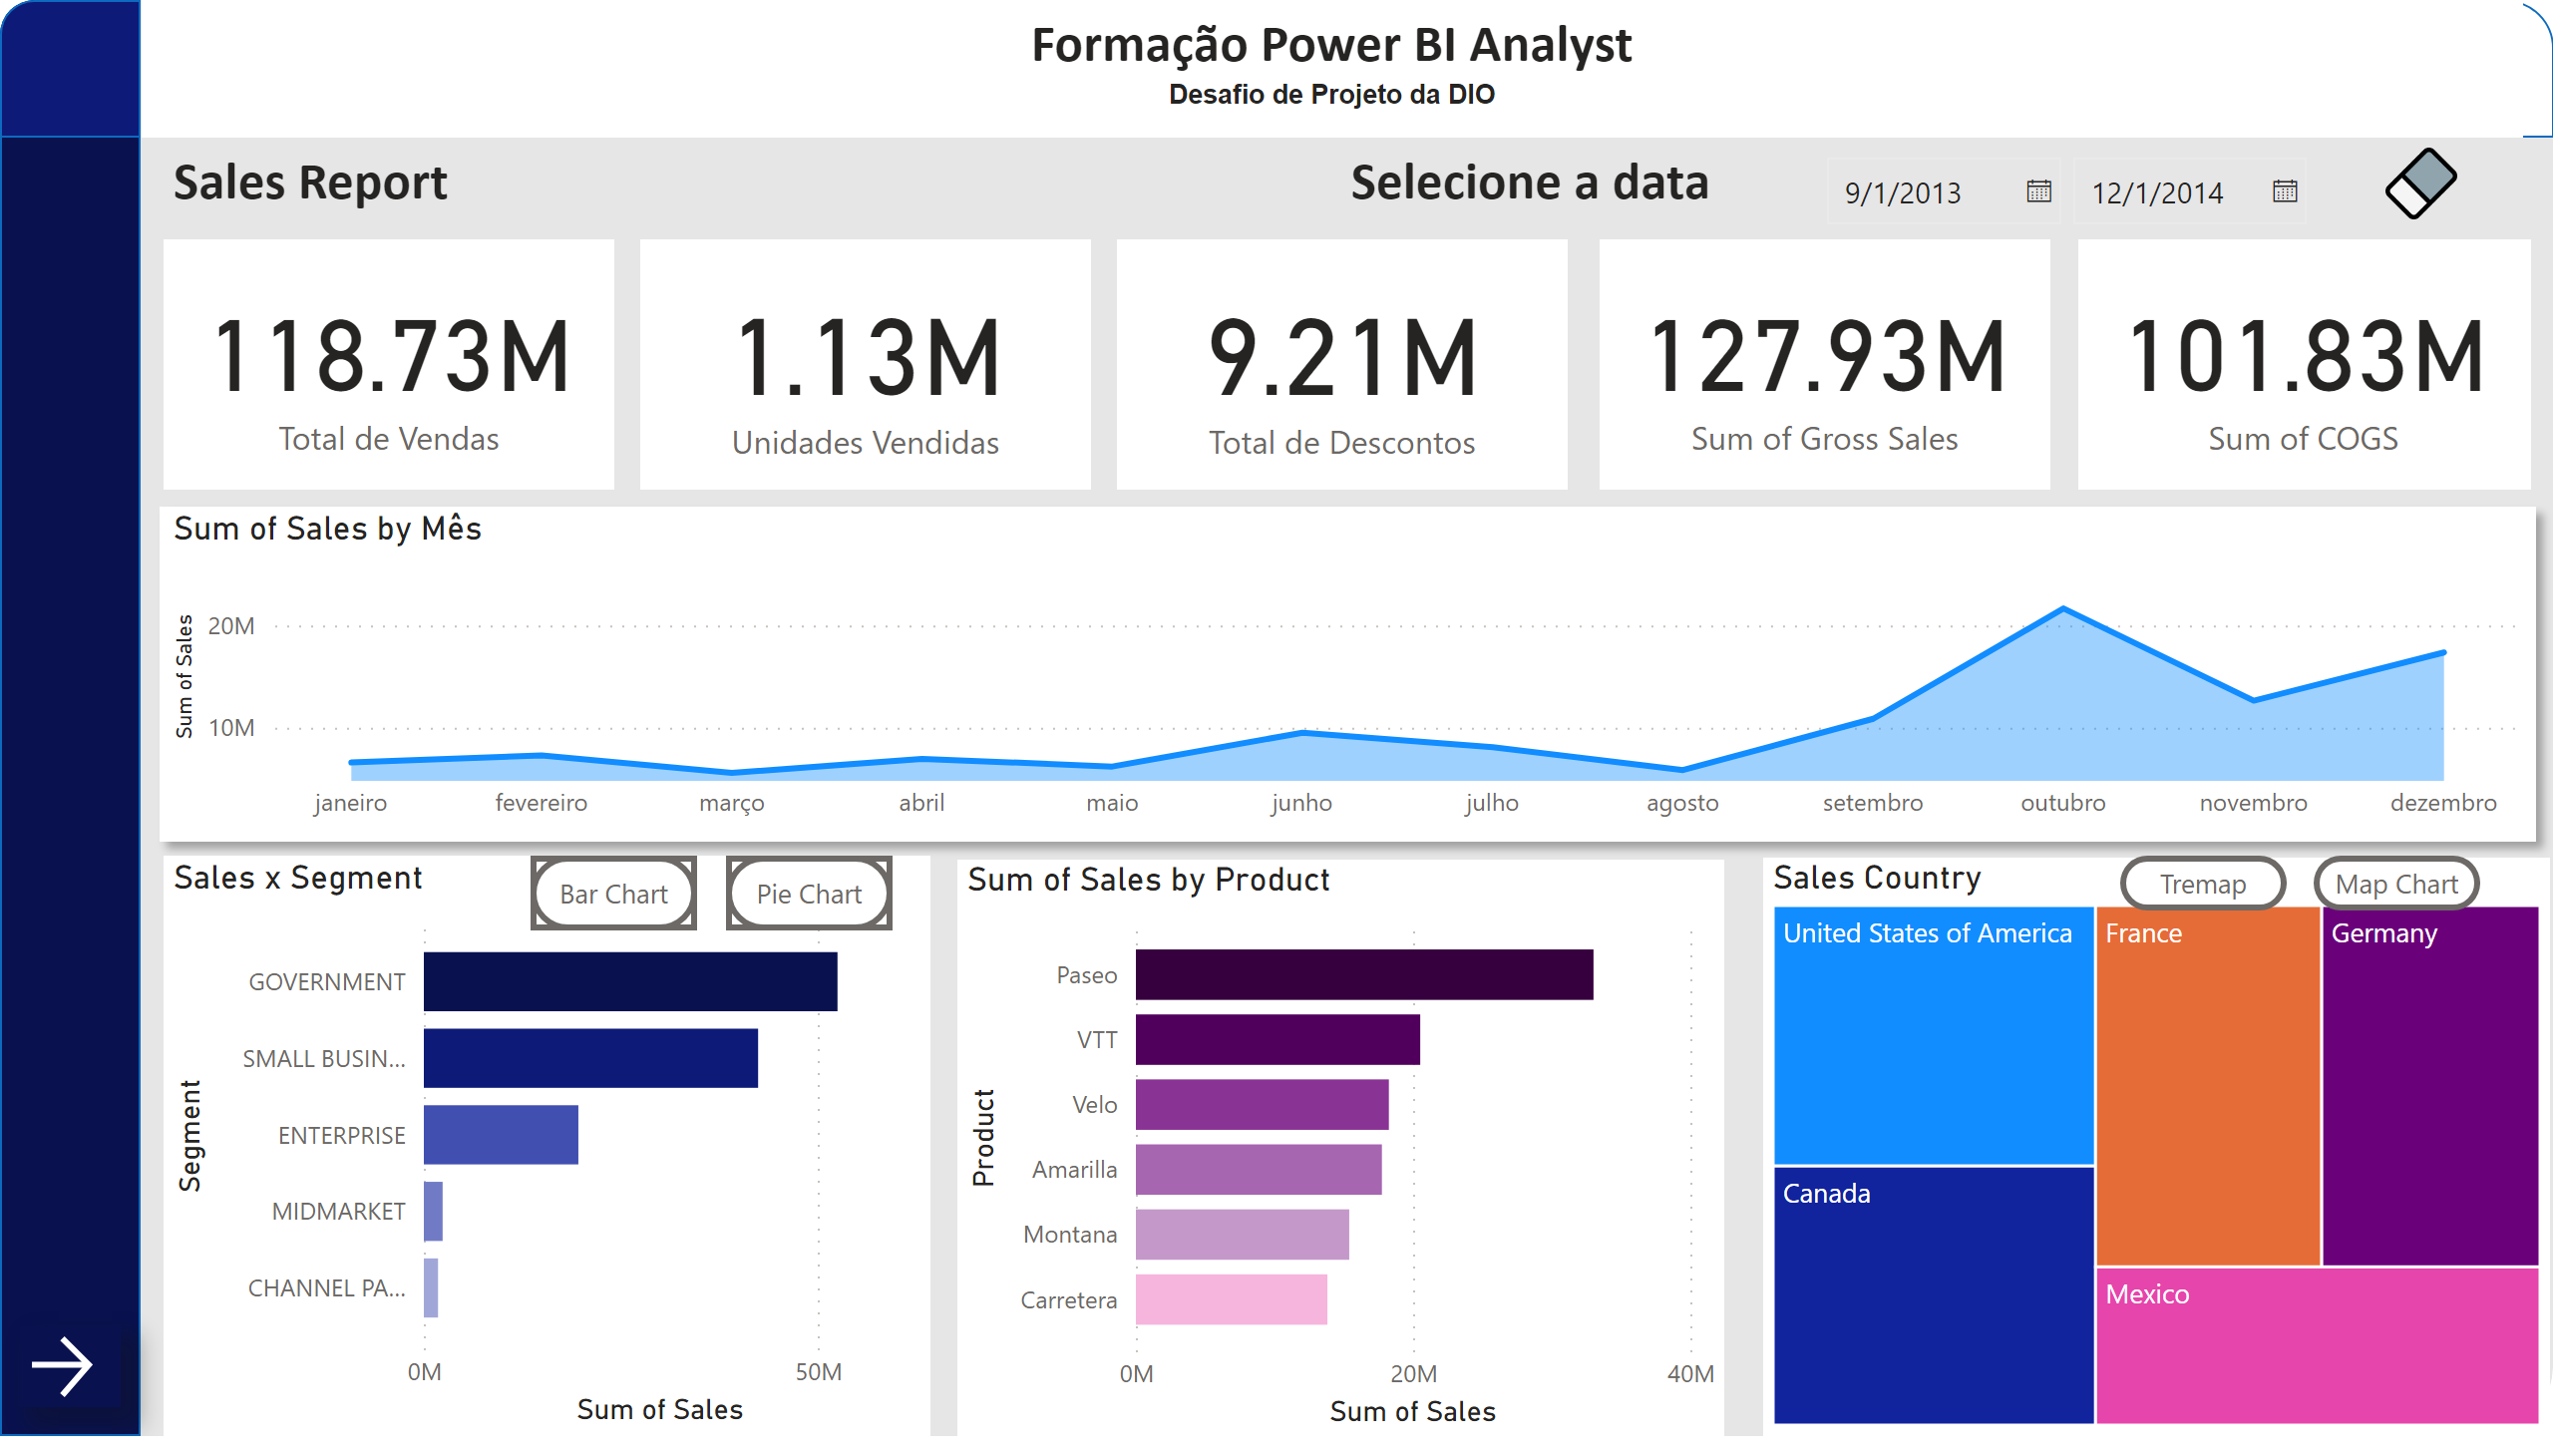 Formação Power BI Analyst
Desafio de Projeto da DIO
Sales Report
Selecione a data
9/1/2013
12/1/2014
118.73M
Total de Vendas
1.13M
Unidades Vendidas
9.21M
Total de Descontos
127.93M
Sum of Gross Sales
101.83M
Sum of COGS
Sum of Sales by Mês
Sum of Sales
20M
10M
janeiro fevereiro março abril maio junho julho agosto setembro outubro novembro dezembro
Sales x Segment
Bar Chart
Pie Chart
Segment
GOVERNMENT
SMALL BUSIN...
ENTERPRISE
MIDMARKET
CHANNEL PA...
0M 50M
Sum of Sales
Sum of Sales by Product
Product
Paseo
VTT
Velo
Amarilla
Montana
Carretera
0M 20M 40M
Sum of Sales
Sales Country
Tremap
Map Chart
United States of America
France
Germany
Canada
Mexico